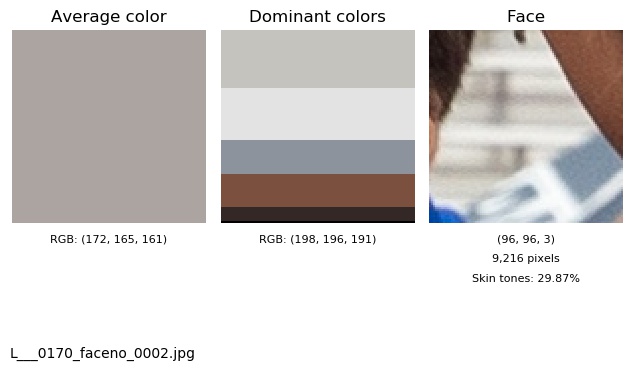 Average color
Dominant colors
Face
RGB: (172, 165, 161)
RGB: (198, 196, 191)
(96, 96, 3)
9,216 pixels
Skin tones: 29.87%
L___0170_faceno_0002.jpg